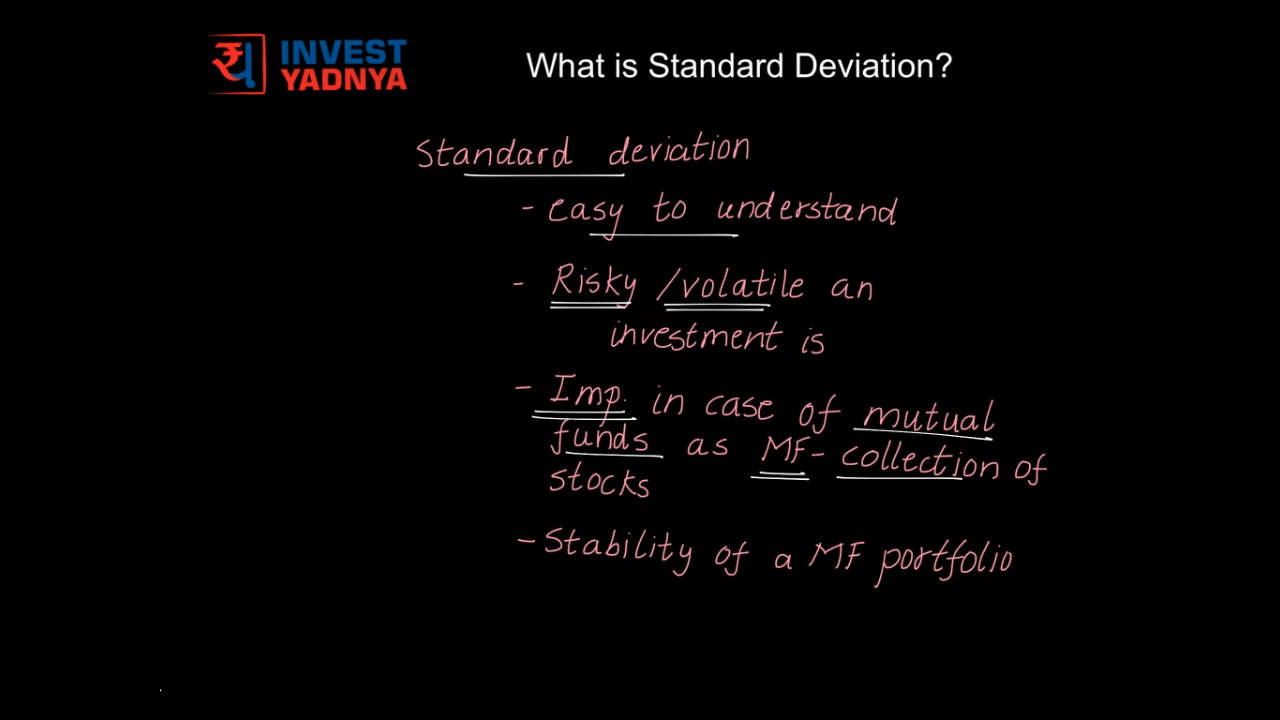 य
INVEST
YADNYA
What is Standard Deviation?
Standard deviation
- easy to understand
- Risky /volatile an
investment is
- Imp. in case of mutual
funds as MF- collection of
stocks
- Stability of a MF portfolio